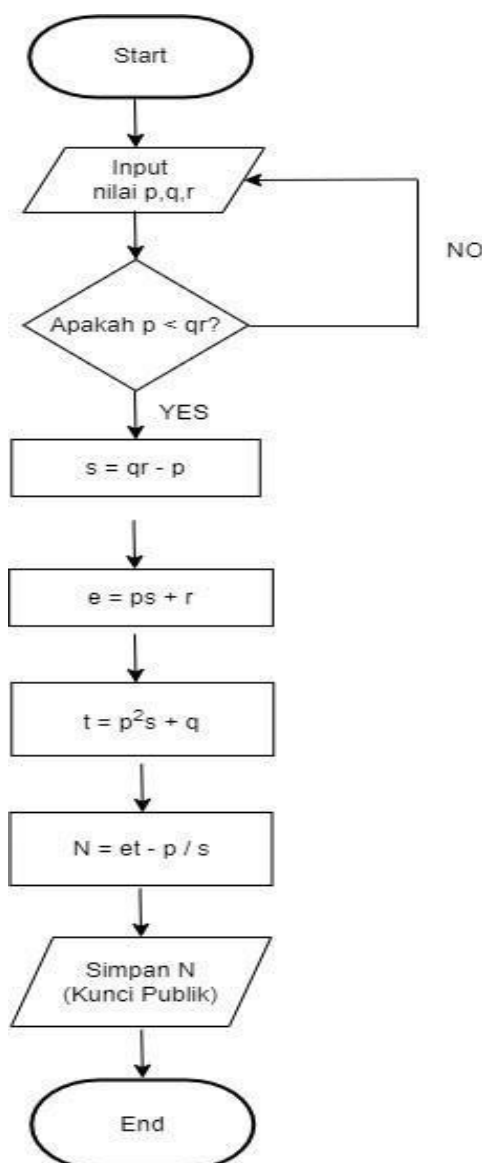 Start
Input
nilai p,q,r
NO
Apakah p < qr?
YES
s = qr - p
e = ps + r
t = p²s + q
N = et - p / s
Simpan N
(Kunci Publik)
End